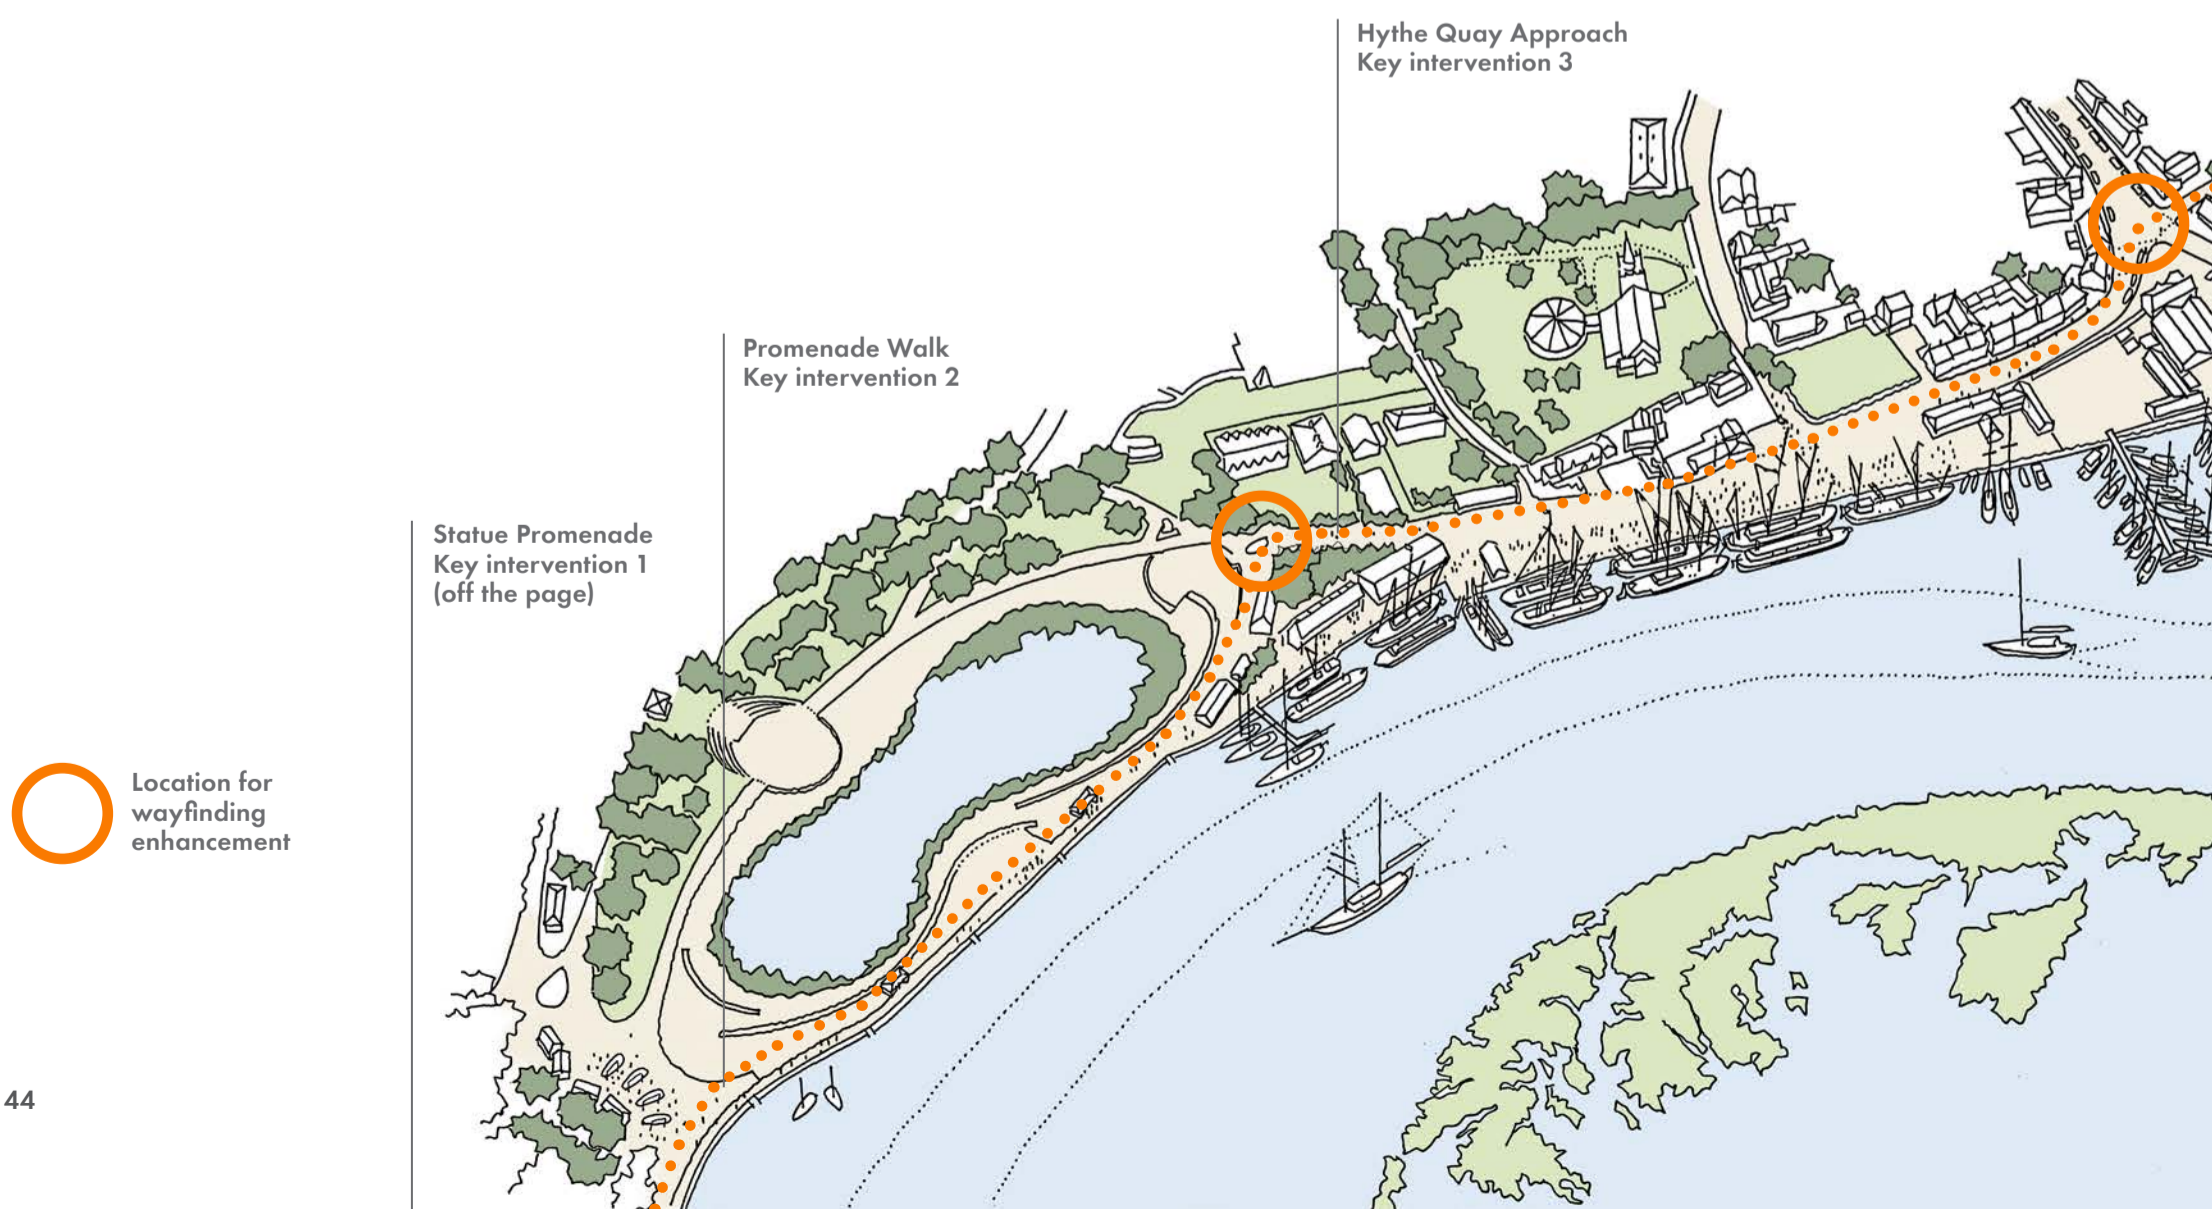 Hythe Quay Approach
Key intervention 3
Promenade Walk
Key intervention 2
Statue Promenade
Key intervention 1
(off the page)
Location for
wayfinding
enhancement
44